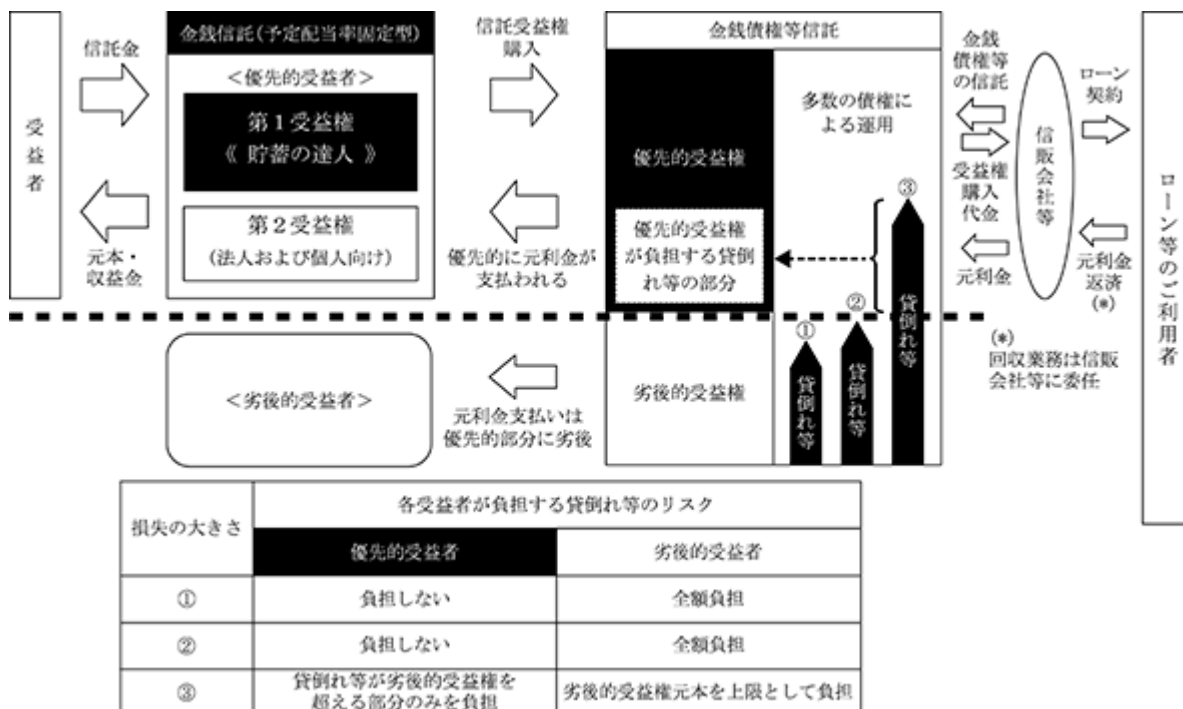 受益者
信託金
元本・
収益金
金銭信託(予定配当率固定型)
<優先的受益者>
第1受益権
《 貯蓄の達人 》
第2受益権
(法人および個人向け)
信託受益権
購入
優先的に元利金が
支払われる
金銭債権等信託
優先的受益権
優先的受益権
が負担する貸倒
れ等の部分
多数の債権に
よる運用
①
貸倒れ等
②
貸倒れ等
③
貸倒れ等
金銭
債権等
の信託
受益権
購入
代金
元利金
信販会社等
ローン
契約
元利金
返済
(*)
ローン等のご利用者
(*)
回収業務は信販
会社等に委任
<劣後的受益者>
元利金支払いは
優先的部分に劣後
劣後的受益権
損失の大きさ
各受益者が負担する貸倒れ等のリスク
優先的受益者
劣後的受益者
①
負担しない
全額負担
②
負担しない
全額負担
③
貸倒れ等が劣後的受益権を
超える部分のみを負担
劣後的受益権元本を上限として負担